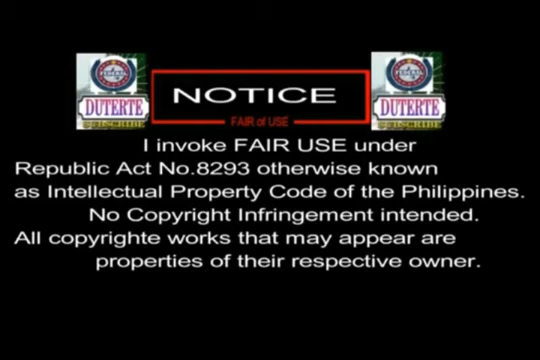 NOTICE
FAIR of USE
DUTERTE
SUBSCRIBE
DUTERTE
SUBSCRIBE
I invoke FAIR USE under
Republic Act No.8293 otherwise known
as Intellectual Property Code of the Philippines.
No Copyright Infringement intended.
All copyrighte works that may appear are
properties of their respective owner.